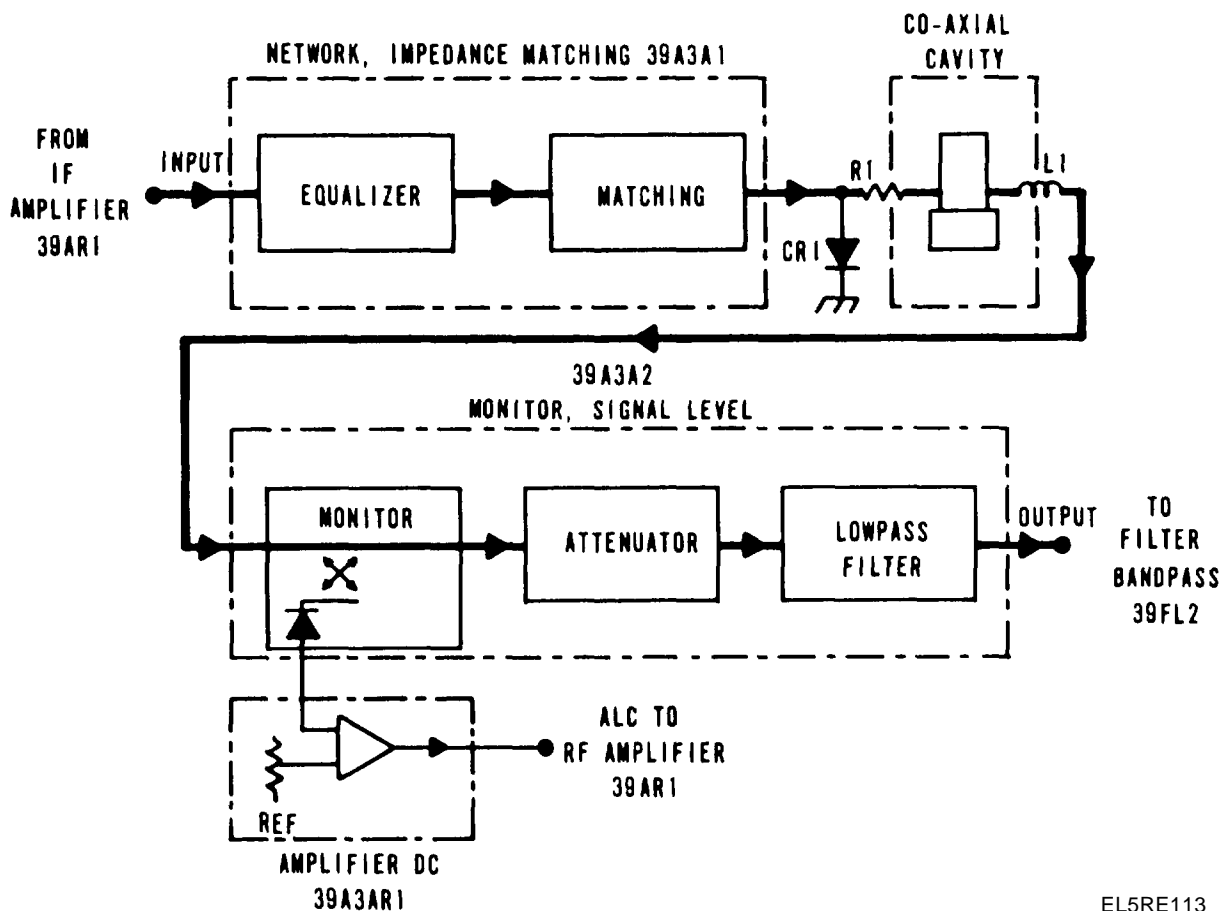 CO-AXIAL
CAVITY
NETWORK, IMPEDANCE MATCHING 39A3A1
FROM
IF
AMPLIFIER
39AR1
INPUT
EQUALIZER
MATCHING
R1
L1
CR1
39A3A2
MONITOR, SIGNAL LEVEL
MONITOR
ATTENUATOR
LOWPASS
FILTER
OUTPUT
TO
FILTER
BANDPASS
39FL2
REF
ALC TO
RF AMPLIFIER
39AR1
AMPLIFIER DC
39A3AR1
EL5RE113